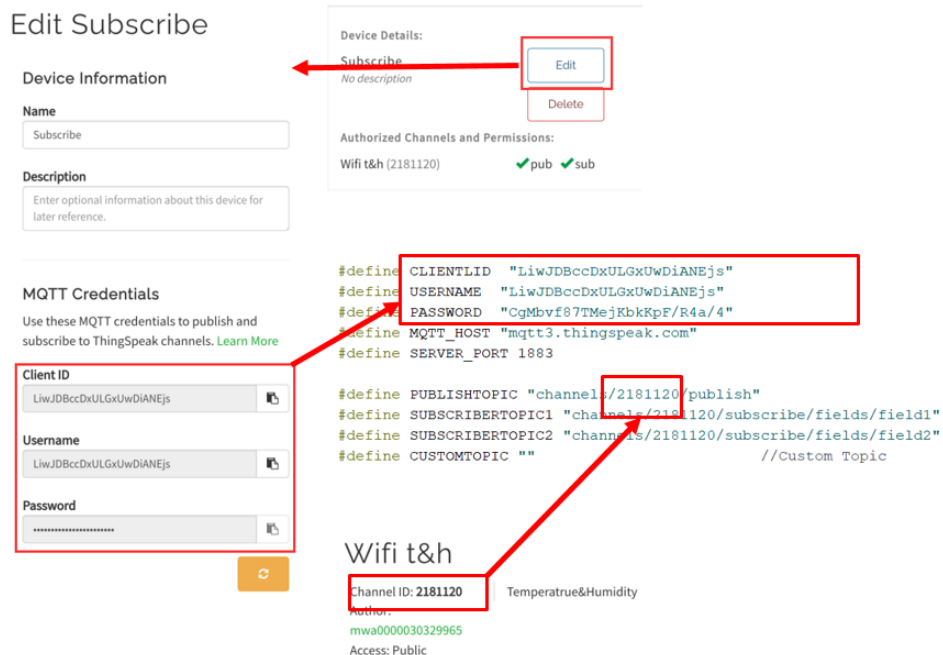 Edit Subscribe
Device Information
Name
Subscribe
Description
Enter optional information about this device for
later reference.
MQTT Credentials
Use these MQTT credentials to publish and
subscribe to ThingSpeak channels. Learn More
Client ID
LiwJDBccDxULGxUwDiANEjs
Username
LiwJDBccDxULGxUwDiANEjs
Password
•••••••••••••••••••••••
Device Details:
Subscribe
No description
Edit
Delete
Authorized Channels and Permissions:
Wifi t&h (2181120) ✔pub ✔sub
#define CLIENTLID "LiwJDBccDxULGxUwDiANEjs"
#define USERNAME "LiwJDBccDxULGxUwDiANEjs"
#define PASSWORD "CgMbvf87TMejKbkKpF/R4a/4"
#define MQTT_HOST "mqtt3.thingspeak.com"
#define SERVER_PORT 1883
#define PUBLISHTOPIC "channels/2181120/publish"
#define SUBSCRIBERTOPIC1 "channels/2181120/subscribe/fields/field1"
#define SUBSCRIBERTOPIC2 "channels/2181120/subscribe/fields/field2"
#define CUSTOMTOPIC "" //Custom Topic
Wifi t&h
Channel ID: 2181120 Temperatrue&Humidity
Author:
mwa0000030329965
Access: Public